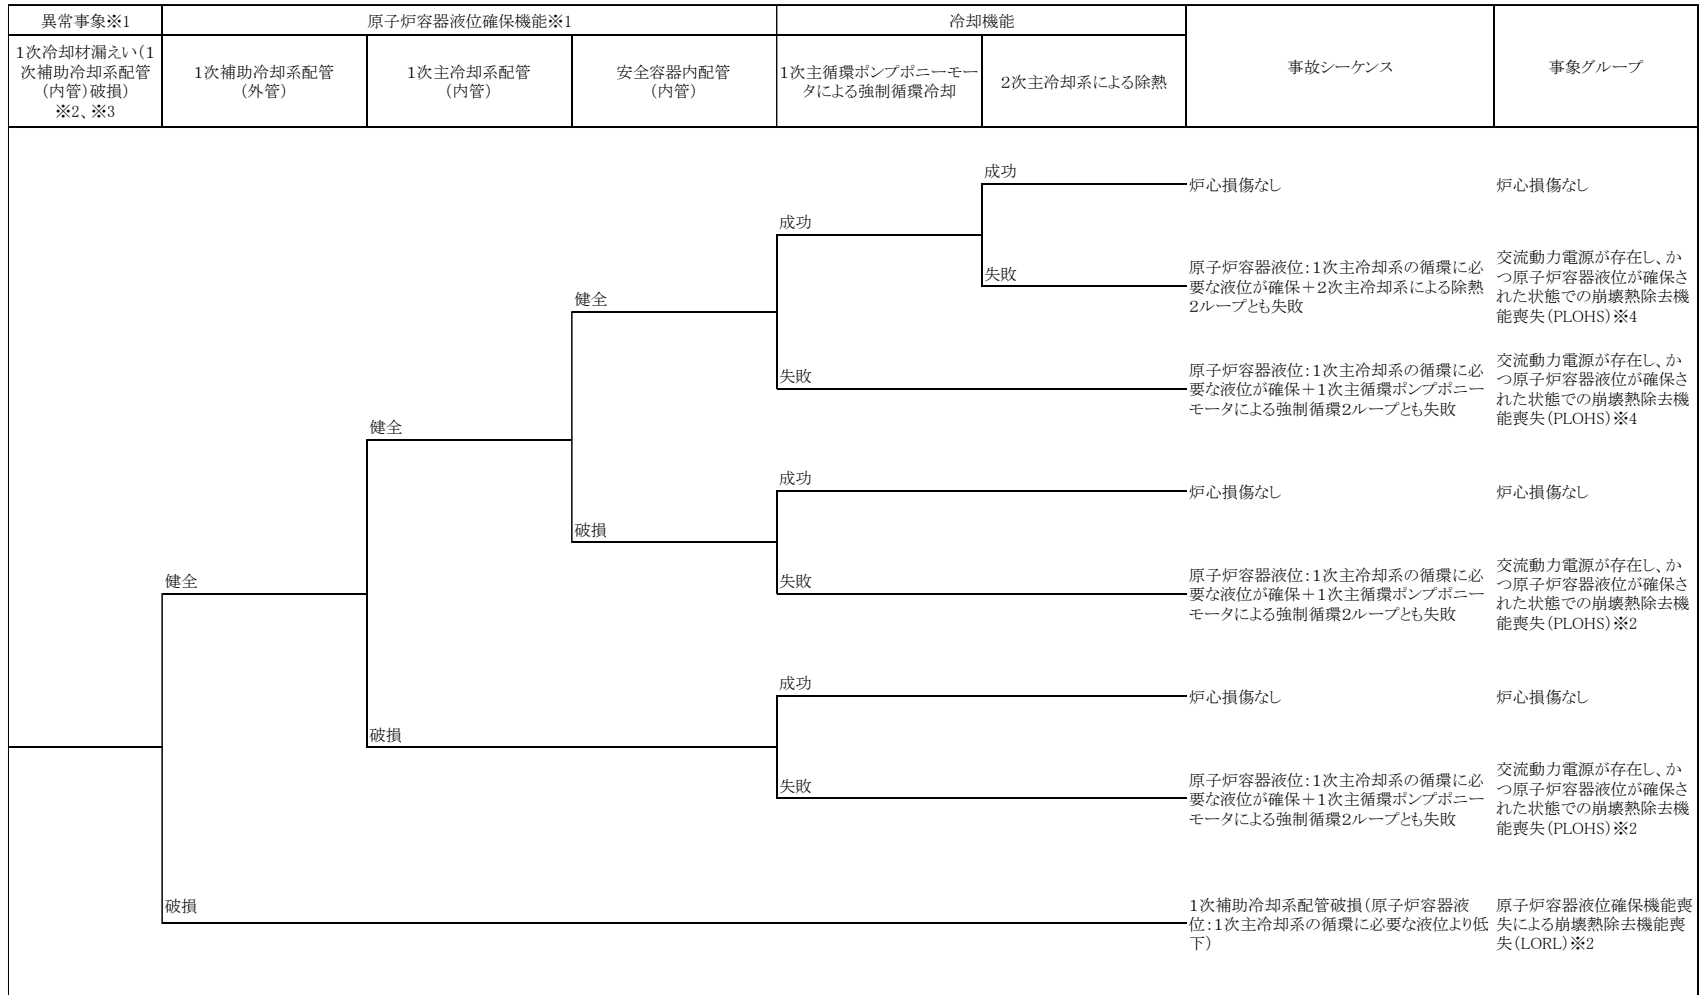 異常事象※1
原子炉容器液位確保機能※1
冷却機能
事故シーケンス
事象グループ
1次冷却材漏えい(1
次補助冷却系配管
(内管)破損)
※2、※3
1次補助冷却系配管
(外管)
1次主冷却系配管
(内管)
安全容器内配管
(内管)
1次主循環ポンプポニーモー
タによる強制循環冷却
2次主冷却系による除熱
成功
炉心損傷なし
炉心損傷なし
成功
失敗
原子炉容器液位:1次主冷却系の循環に必
要な液位が確保+2次主冷却系による除熱
2ループとも失敗
交流動力電源が存在し、か
つ原子炉容器液位が確保さ
れた状態での崩壊熱除去機
能喪失(PLOHS)※4
健全
失敗
原子炉容器液位:1次主冷却系の循環に必
要な液位が確保+1次主循環ポンプポニー
モータによる強制循環2ループとも失敗
交流動力電源が存在し、か
つ原子炉容器液位が確保さ
れた状態での崩壊熱除去機
能喪失(PLOHS)※4
健全
成功
炉心損傷なし
炉心損傷なし
破損
健全
失敗
原子炉容器液位:1次主冷却系の循環に必
要な液位が確保+1次主循環ポンプポニー
モータによる強制循環2ループとも失敗
交流動力電源が存在し、か
つ原子炉容器液位が確保さ
れた状態での崩壊熱除去機
能喪失(PLOHS)※2
成功
炉心損傷なし
炉心損傷なし
破損
失敗
原子炉容器液位:1次主冷却系の循環に必
要な液位が確保+1次主循環ポンプポニー
モータによる強制循環2ループとも失敗
交流動力電源が存在し、か
つ原子炉容器液位が確保さ
れた状態での崩壊熱除去機
能喪失(PLOHS)※2
破損
1次補助冷却系配管破損(原子炉容器液
位:1次主冷却系の循環に必要な液位より低
下)
原子炉容器液位確保機能喪
失による崩壊熱除去機能喪
失(LORL)※2